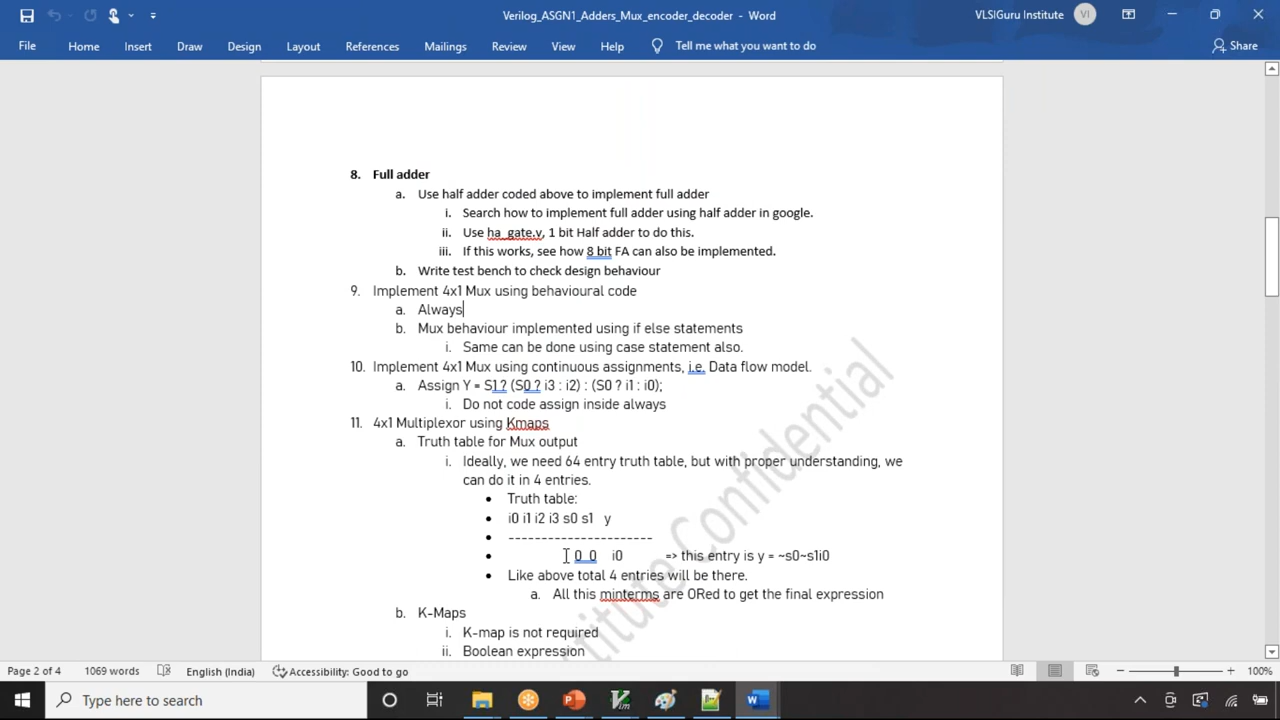 Verilog_ASGN1_Adders_Mux_encoder_decoder - Word
VLSIGuru Institute
VI
File Home Insert Draw Design Layout References Mailings Review View Help Tell me what you want to do Share
8. Full adder
a. Use half adder coded above to implement full adder
i. Search how to implement full adder using half adder in google.
ii. Use ha_gate.v, 1 bit Half adder to do this.
iii. If this works, see how 8 bit FA can also be implemented.
b. Write test bench to check design behaviour
9. Implement 4x1 Mux using behavioural code
a. Always
b. Mux behaviour implemented using if else statements
i. Same can be done using case statement also.
10. Implement 4x1 Mux using continuous assignments, i.e. Data flow model.
a. Assign Y = S1 ? (S0 ? i3 : i2) : (S0 ? i1 : i0);
i. Do not code assign inside always
11. 4x1 Multiplexor using Kmaps
a. Truth table for Mux output
i. Ideally, we need 64 entry truth table, but with proper understanding, we
can do it in 4 entries.
• Truth table:
• i0 i1 i2 i3 s0 s1 y
• ----------------------
• 0 0 i0 => this entry is y = ~s0~s1i0
• Like above total 4 entries will be there.
a. All this minterms are ORed to get the final expression
b. K-Maps
i. K-map is not required
ii. Boolean expression
titute Confidential
Page 2 of 4 1069 words English (India) Accessibility: Good to go 100%
Type here to search